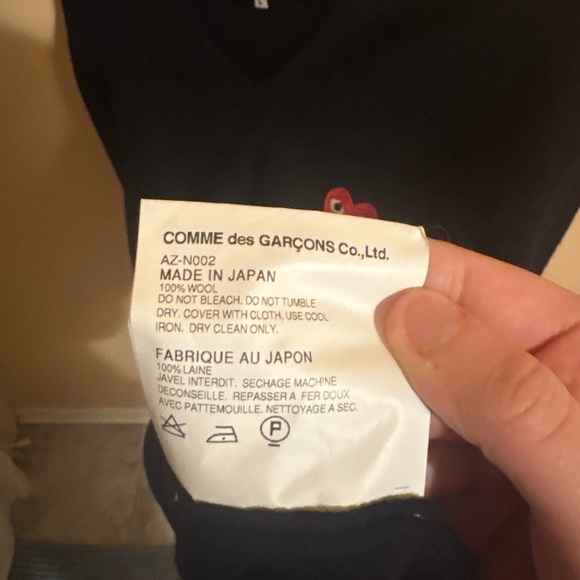 COMME des GARÇONS Co.,Ltd.
AZ-N002
MADE IN JAPAN
100% WOOL
DO NOT BLEACH. DO NOT TUMBLE
DRY. COVER WITH CLOTH, USE COOL
IRON. DRY CLEAN ONLY.
FABRIQUE AU JAPON
100% LAINE
JAVEL INTERDIT. SECHAGE MACHINE
DECONSEILLE. REPASSER A FER DOUX
AVEC PATTEMOUILLE. NETTOYAGE A SEC.
P